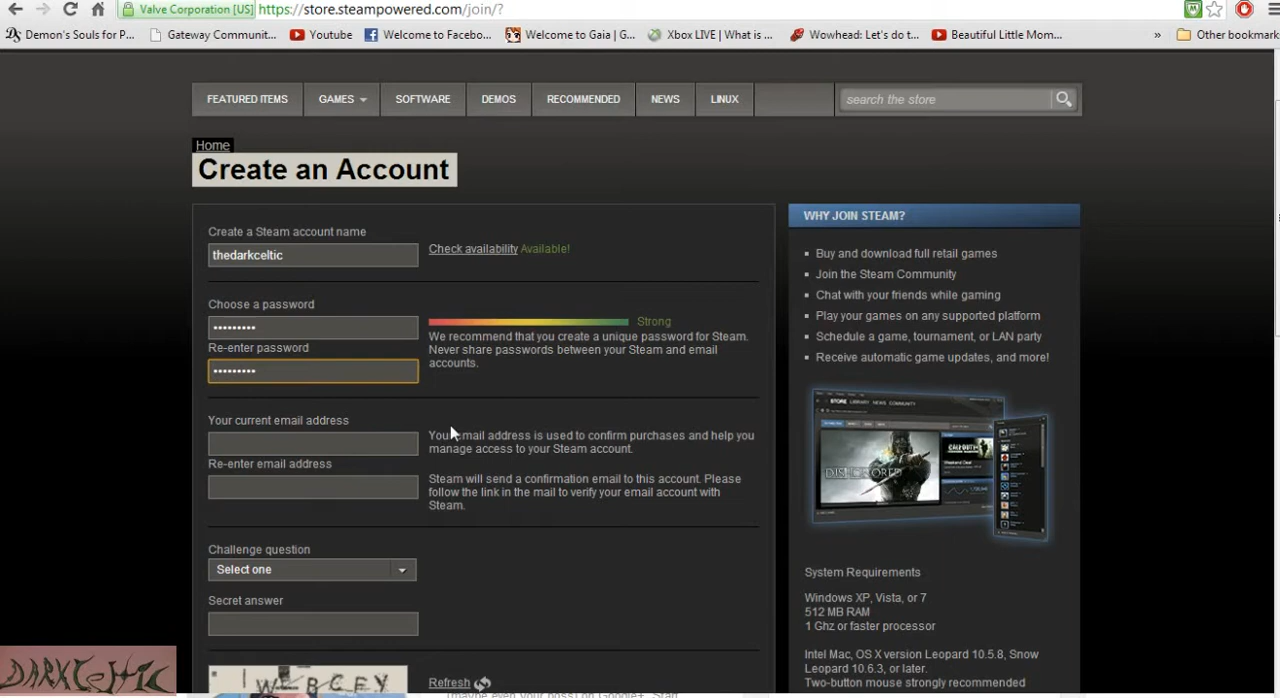 Valve Corporation [US] https://store.steampowered.com/join/?
Demon's Souls for P... Gateway Communit... Youtube Welcome to Facebo... Welcome to Gaia | G... Xbox LIVE | What is ... Wowhead: Let's do t... Beautiful Little Mom... » Other bookmark
FEATURED ITEMS GAMES SOFTWARE DEMOS RECOMMENDED NEWS LINUX search the store
Home
Create an Account
Create a Steam account name
thedarkceltic
Check availability Available!
Choose a password
•••••••••
Strong
We recommend that you create a unique password for Steam.
Never share passwords between your Steam and email
accounts.
Re-enter password
•••••••••
Your current email address
Your email address is used to confirm purchases and help you
manage access to your Steam account.
Re-enter email address
Steam will send a confirmation email to this account. Please
follow the link in the mail to verify your email account with
Steam.
Challenge question
Select one
Secret answer
Refresh
WHY JOIN STEAM?
Buy and download full retail games
Join the Steam Community
Chat with your friends while gaming
Play your games on any supported platform
Schedule a game, tournament, or LAN party
Receive automatic game updates, and more!
STORE LIBRARY NEWS COMMUNITY
DISHONORED
System Requirements
Windows XP, Vista, or 7
512 MB RAM
1 Ghz or faster processor
Intel Mac, OS X version Leopard 10.5.8, Snow
Leopard 10.6.3, or later.
Two-button mouse strongly recommended
DARKCELTIC